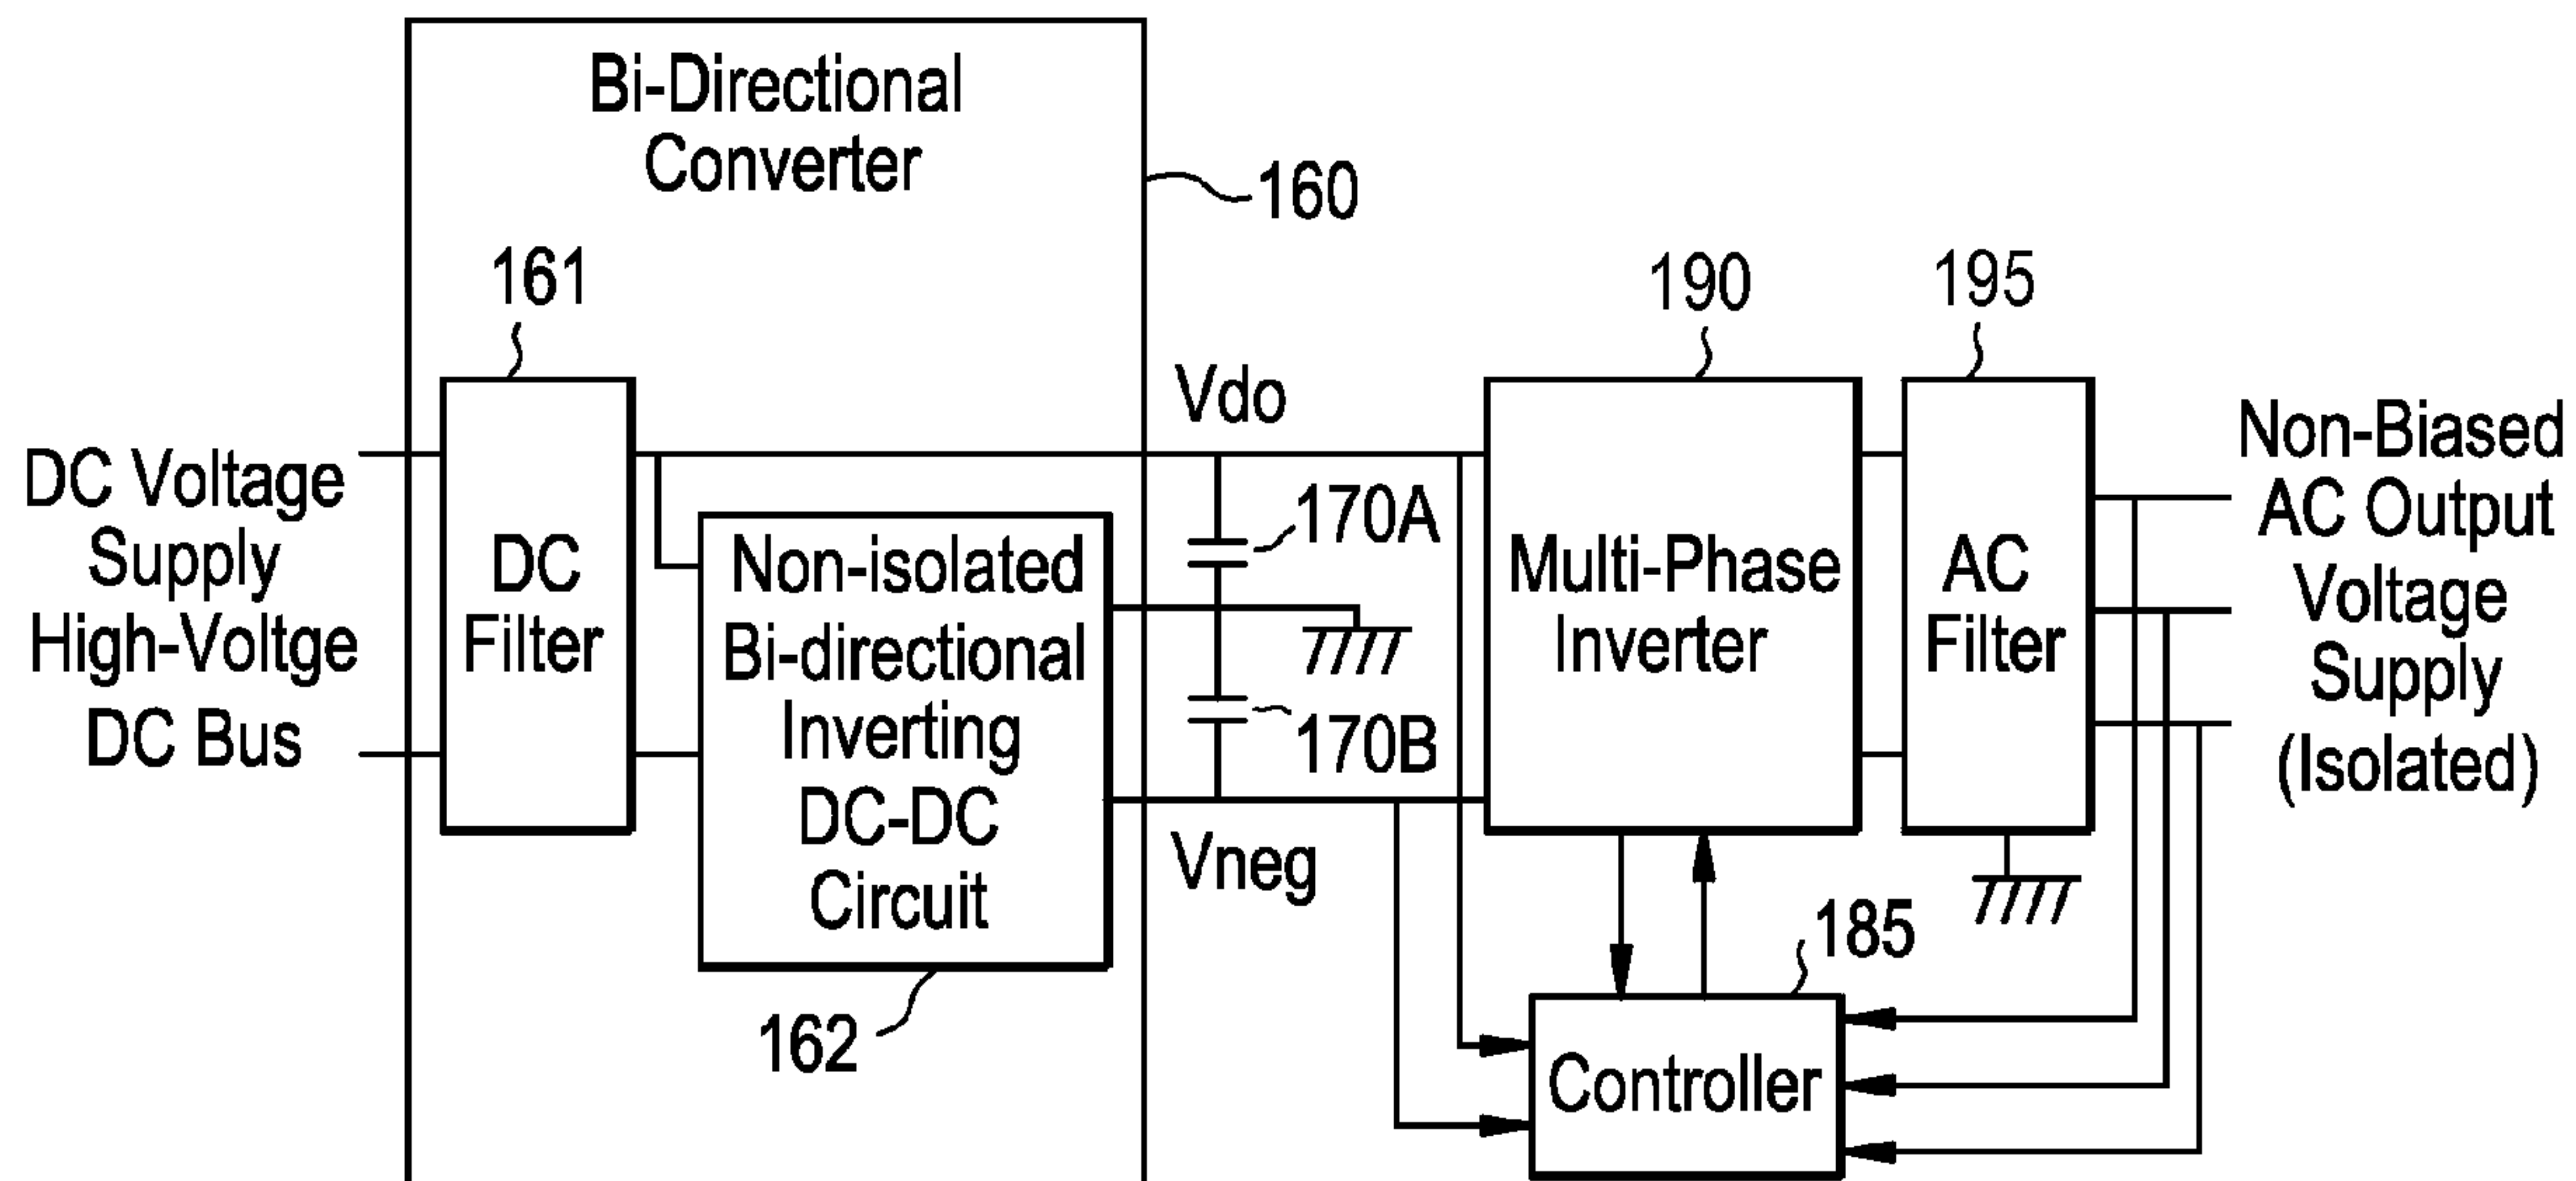 Bi-Directional
Converter
160
161
190
195
Vdo
DC Voltage
Supply
High-Voltge
DC Bus
DC
Filter
Non-isolated
Bi-directional
Inverting
DC-DC
Circuit
170A
170B
Multi-Phase
Inverter
AC
Filter
Non-Biased
AC Output
Voltage
Supply
(Isolated)
Vneg
162
185
Controller